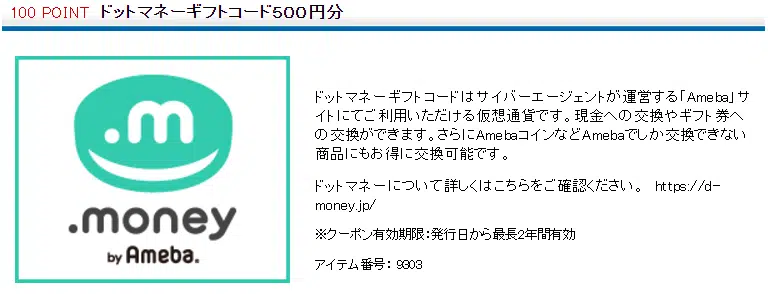 100 POINT ドットマネーギフトコード500円分
.m
.money
by Ameba.
ドットマネーギフトコードはサイバーエージェントが運営する「Ameba」サ
イトにてご利用いただける仮想通貨です。現金への交換やギフト券へ
の交換ができます。さらにAmebaコインなどAmebaでしか交換できない
商品にもお得に交換可能です。
ドットマネーについて詳しくはこちらをご確認ください。 https://d-
money.jp/
※クーポン有効期限:発行日から最長2年間有効
アイテム番号: 9303